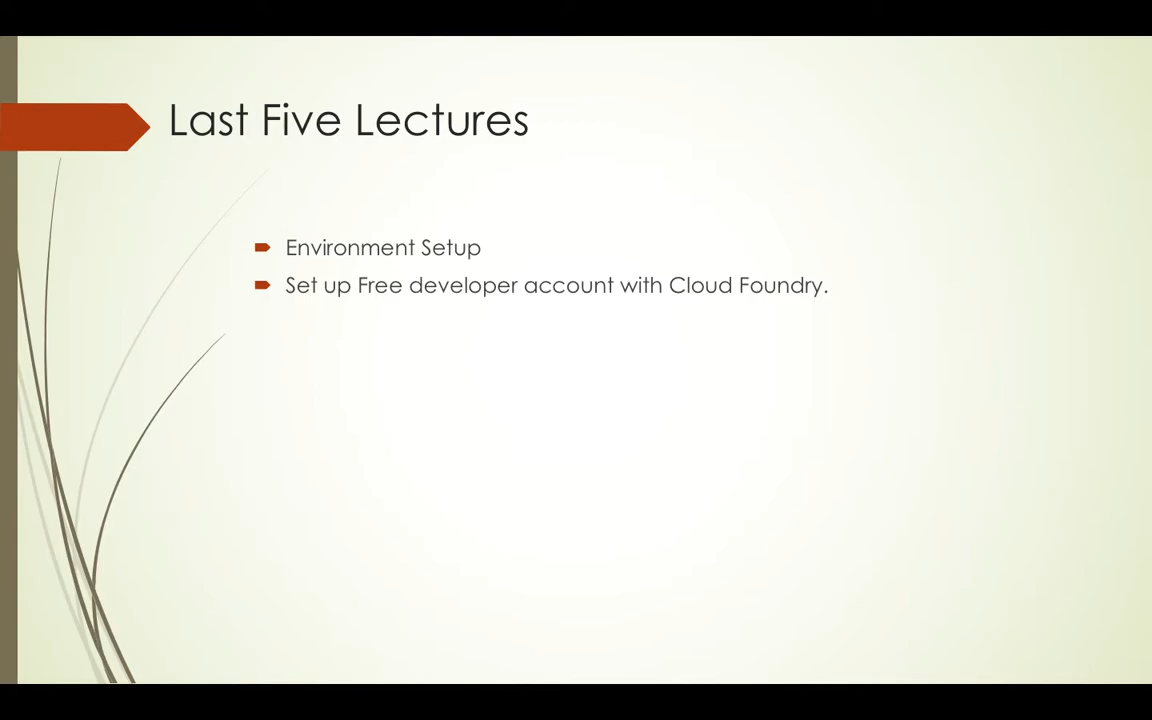 Last Five Lectures
Environment Setup
Set up Free developer account with Cloud Foundry.